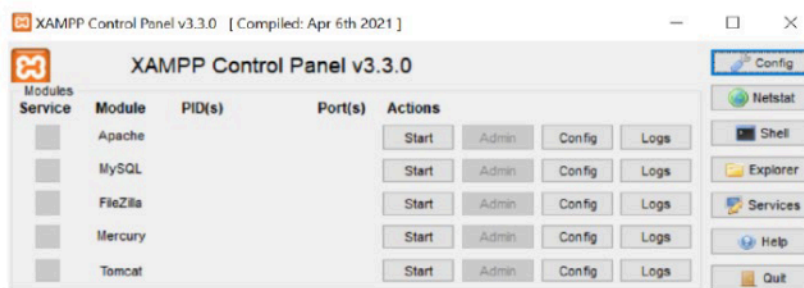 XAMPP Control Panel v3.3.0 [ Compiled: Apr 6th 2021 ]
XAMPP Control Panel v3.3.0
Config
Modules
Service Module PID(s) Port(s) Actions
Netstat
Apache Start Admin Config Logs
Shell
MySQL Start Admin Config Logs
Explorer
FileZilla Start Admin Config Logs
Services
Mercury Start Admin Config Logs
Help
Tomcat Start Admin Config Logs
Quit